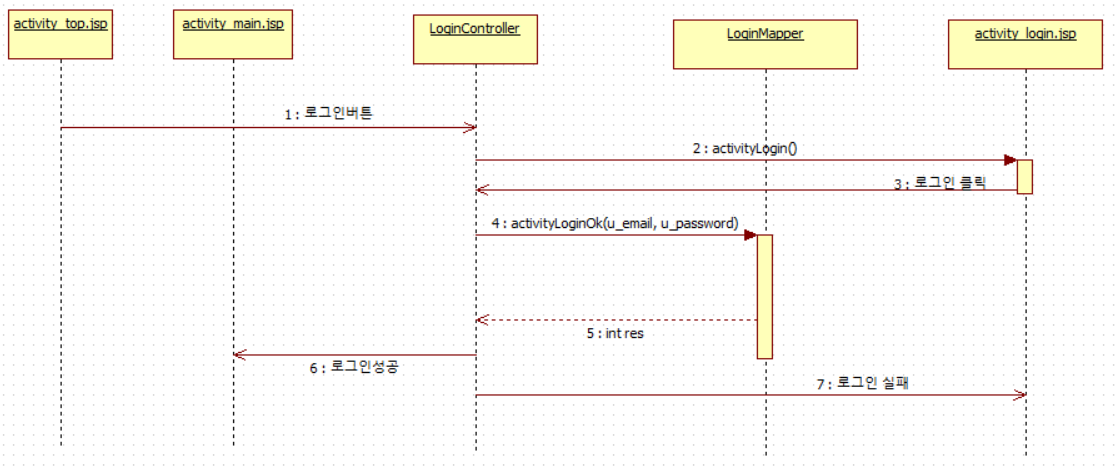 activity_top.jsp
activity_main.jsp
LoginController
LoginMapper
activity_login.jsp
1 : 로그인버튼
2 : activityLogin()
3 : 로그인 클릭
4 : activityLoginOk(u_email, u_password)
5 : int res
6 : 로그인성공
7 : 로그인 실패